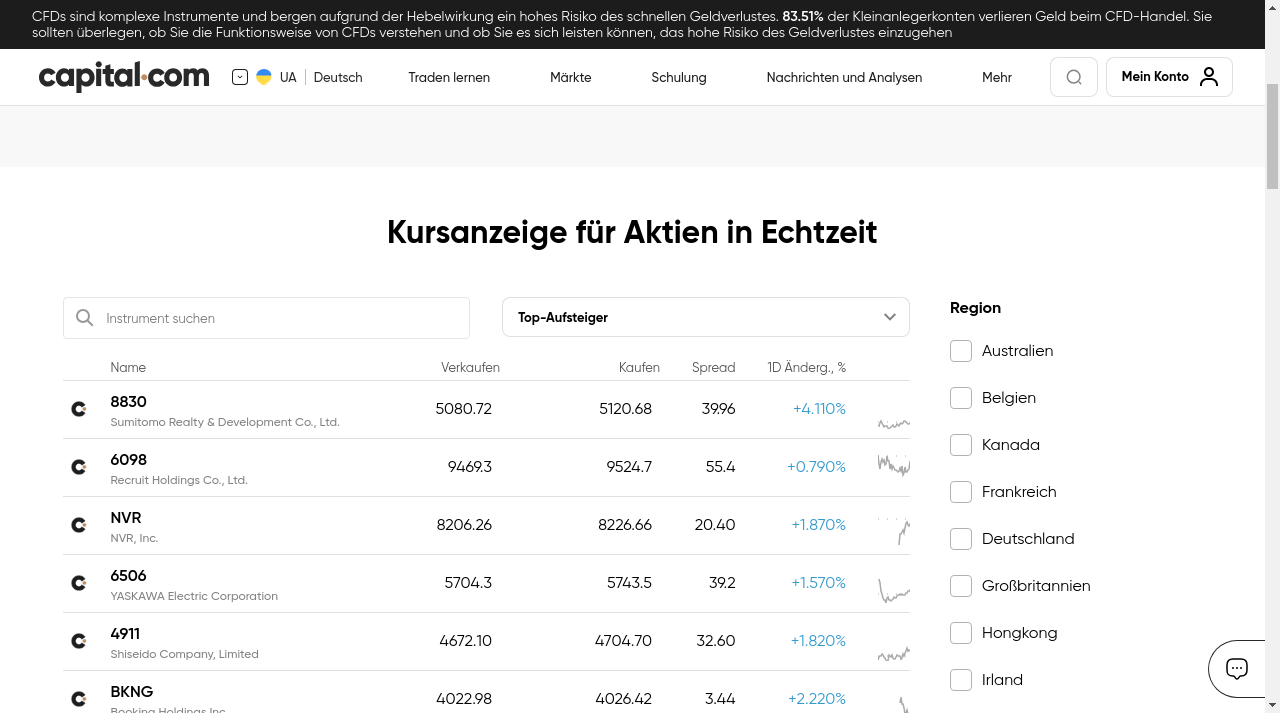 CFDs sind komplexe Instrumente und bergen aufgrund der Hebelwirkung ein hohes Risiko des schnellen Geldverlustes. 83.51% der Kleinanlegerkonten verlieren Geld beim CFD-Handel. Sie
sollten überlegen, ob Sie die Funktionsweise von CFDs verstehen und ob Sie es sich leisten können, das hohe Risiko des Geldverlustes einzugehen
capital.com UA Deutsch Traden lernen Märkte Schulung Nachrichten und Analysen Mehr Mein Konto
Kursanzeige für Aktien in Echtzeit
Instrument suchen
Top-Aufsteiger
Name Verkaufen Kaufen Spread 1D Änderg., %
8830 5080.72 5120.68 39.96 +4.110%
Sumitomo Realty & Development Co., Ltd.
6098 9469.3 9524.7 55.4 +0.790%
Recruit Holdings Co., Ltd.
NVR 8206.26 8226.66 20.40 +1.870%
NVR, Inc.
6506 5704.3 5743.5 39.2 +1.570%
YASKAWA Electric Corporation
4911 4672.10 4704.70 32.60 +1.820%
Shiseido Company, Limited
BKNG 4022.98 4026.42 3.44 +2.220%
Booking Holdings Inc
Region
Australien
Belgien
Kanada
Frankreich
Deutschland
Großbritannien
Hongkong
Irland